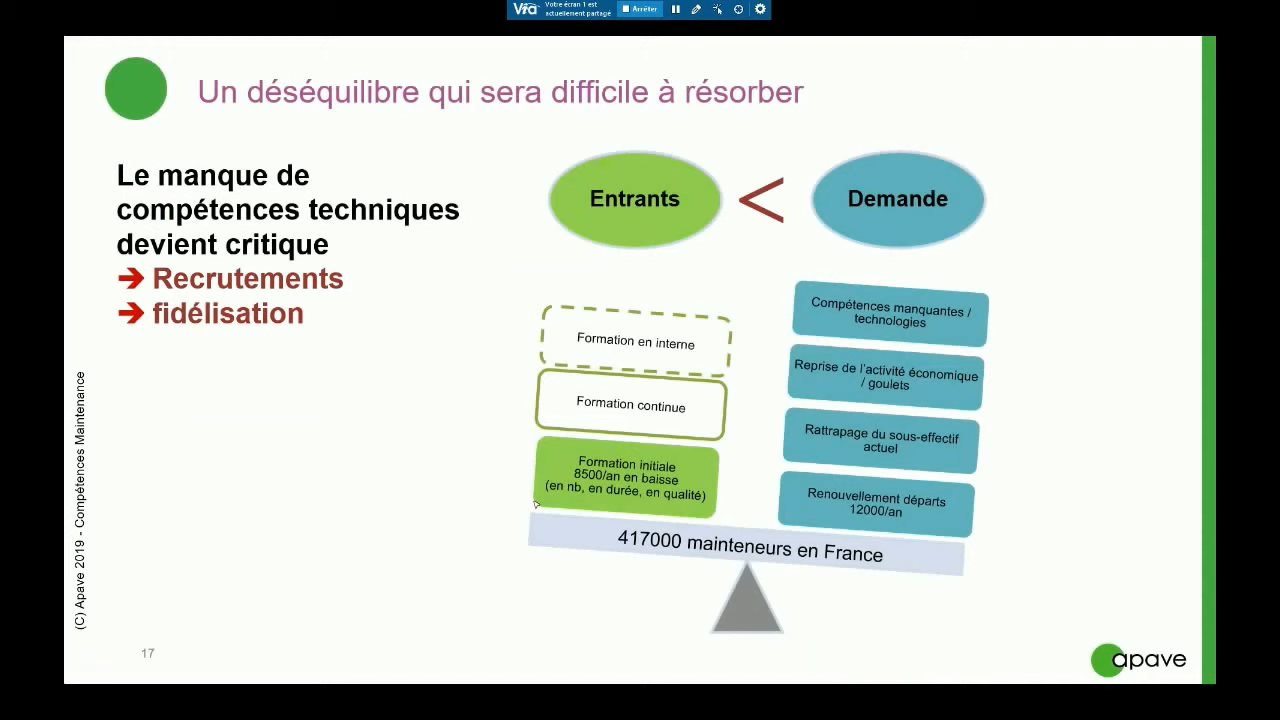 Vía
Votre écran 1 est
actuellement partagé
Arrêter
Un déséquilibre qui sera difficile à résorber
Le manque de
compétences techniques
devient critique
➔ Recrutements
➔ fidélisation
Entrants
<
Demande
Formation en interne
Formation continue
Formation initiale
8500/an en baisse
(en nb, en durée, en qualité)
Compétences manquantes /
technologies
Reprise de l'activité économique
/ goulets
Rattrapage du sous-effectif
actuel
Renouvellement départs
12000/an
417000 mainteneurs en France
(C) Apave 2019 - Compétences Maintenance
17
apave